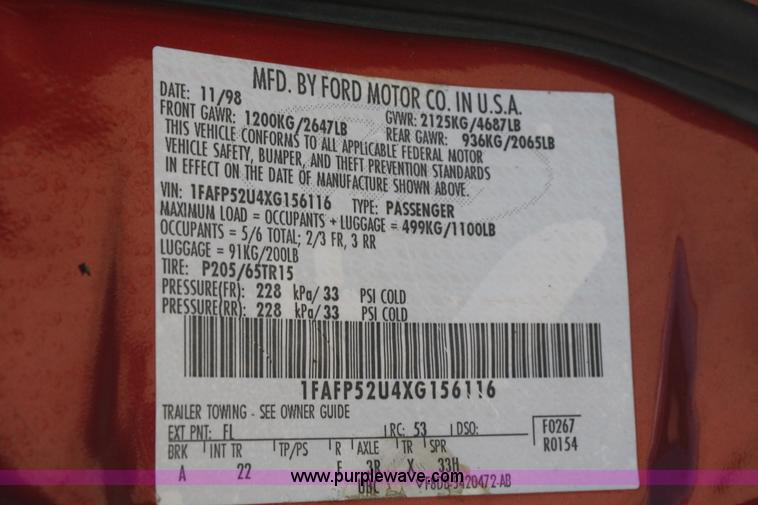 MFD. BY FORD MOTOR CO. IN U.S.A.
DATE: 11/98 GVWR: 2125KG/4687LB
FRONT GAWR: 1200KG/2647LB REAR GAWR: 936KG/2065LB
THIS VEHICLE CONFORMS TO ALL APPLICABLE FEDERAL MOTOR
VEHICLE SAFETY, BUMPER, AND THEFT PREVENTION STANDARDS
IN EFFECT ON THE DATE OF MANUFACTURE SHOWN ABOVE.
VIN: 1FAFP52U4XG156116 TYPE: PASSENGER
MAXIMUM LOAD = OCCUPANTS + LUGGAGE = 499KG/1100LB
OCCUPANTS = 5/6 TOTAL; 2/3 FR, 3 RR
LUGGAGE = 91KG/200LB
TIRE: P205/65TR15
PRESSURE(FR): 228 kPa/ 33 PSI COLD
PRESSURE(RR): 228 kPa/ 33 PSI COLD
1FAFP52U4XG156116
TRAILER TOWING - SEE OWNER GUIDE
EXT PNT: FL RC: 53 DSO: F0267
R0154
BRK INT TR TP/PS R AXLE TR SPR
A 22 F 3R X 33H
www.purplewave.com